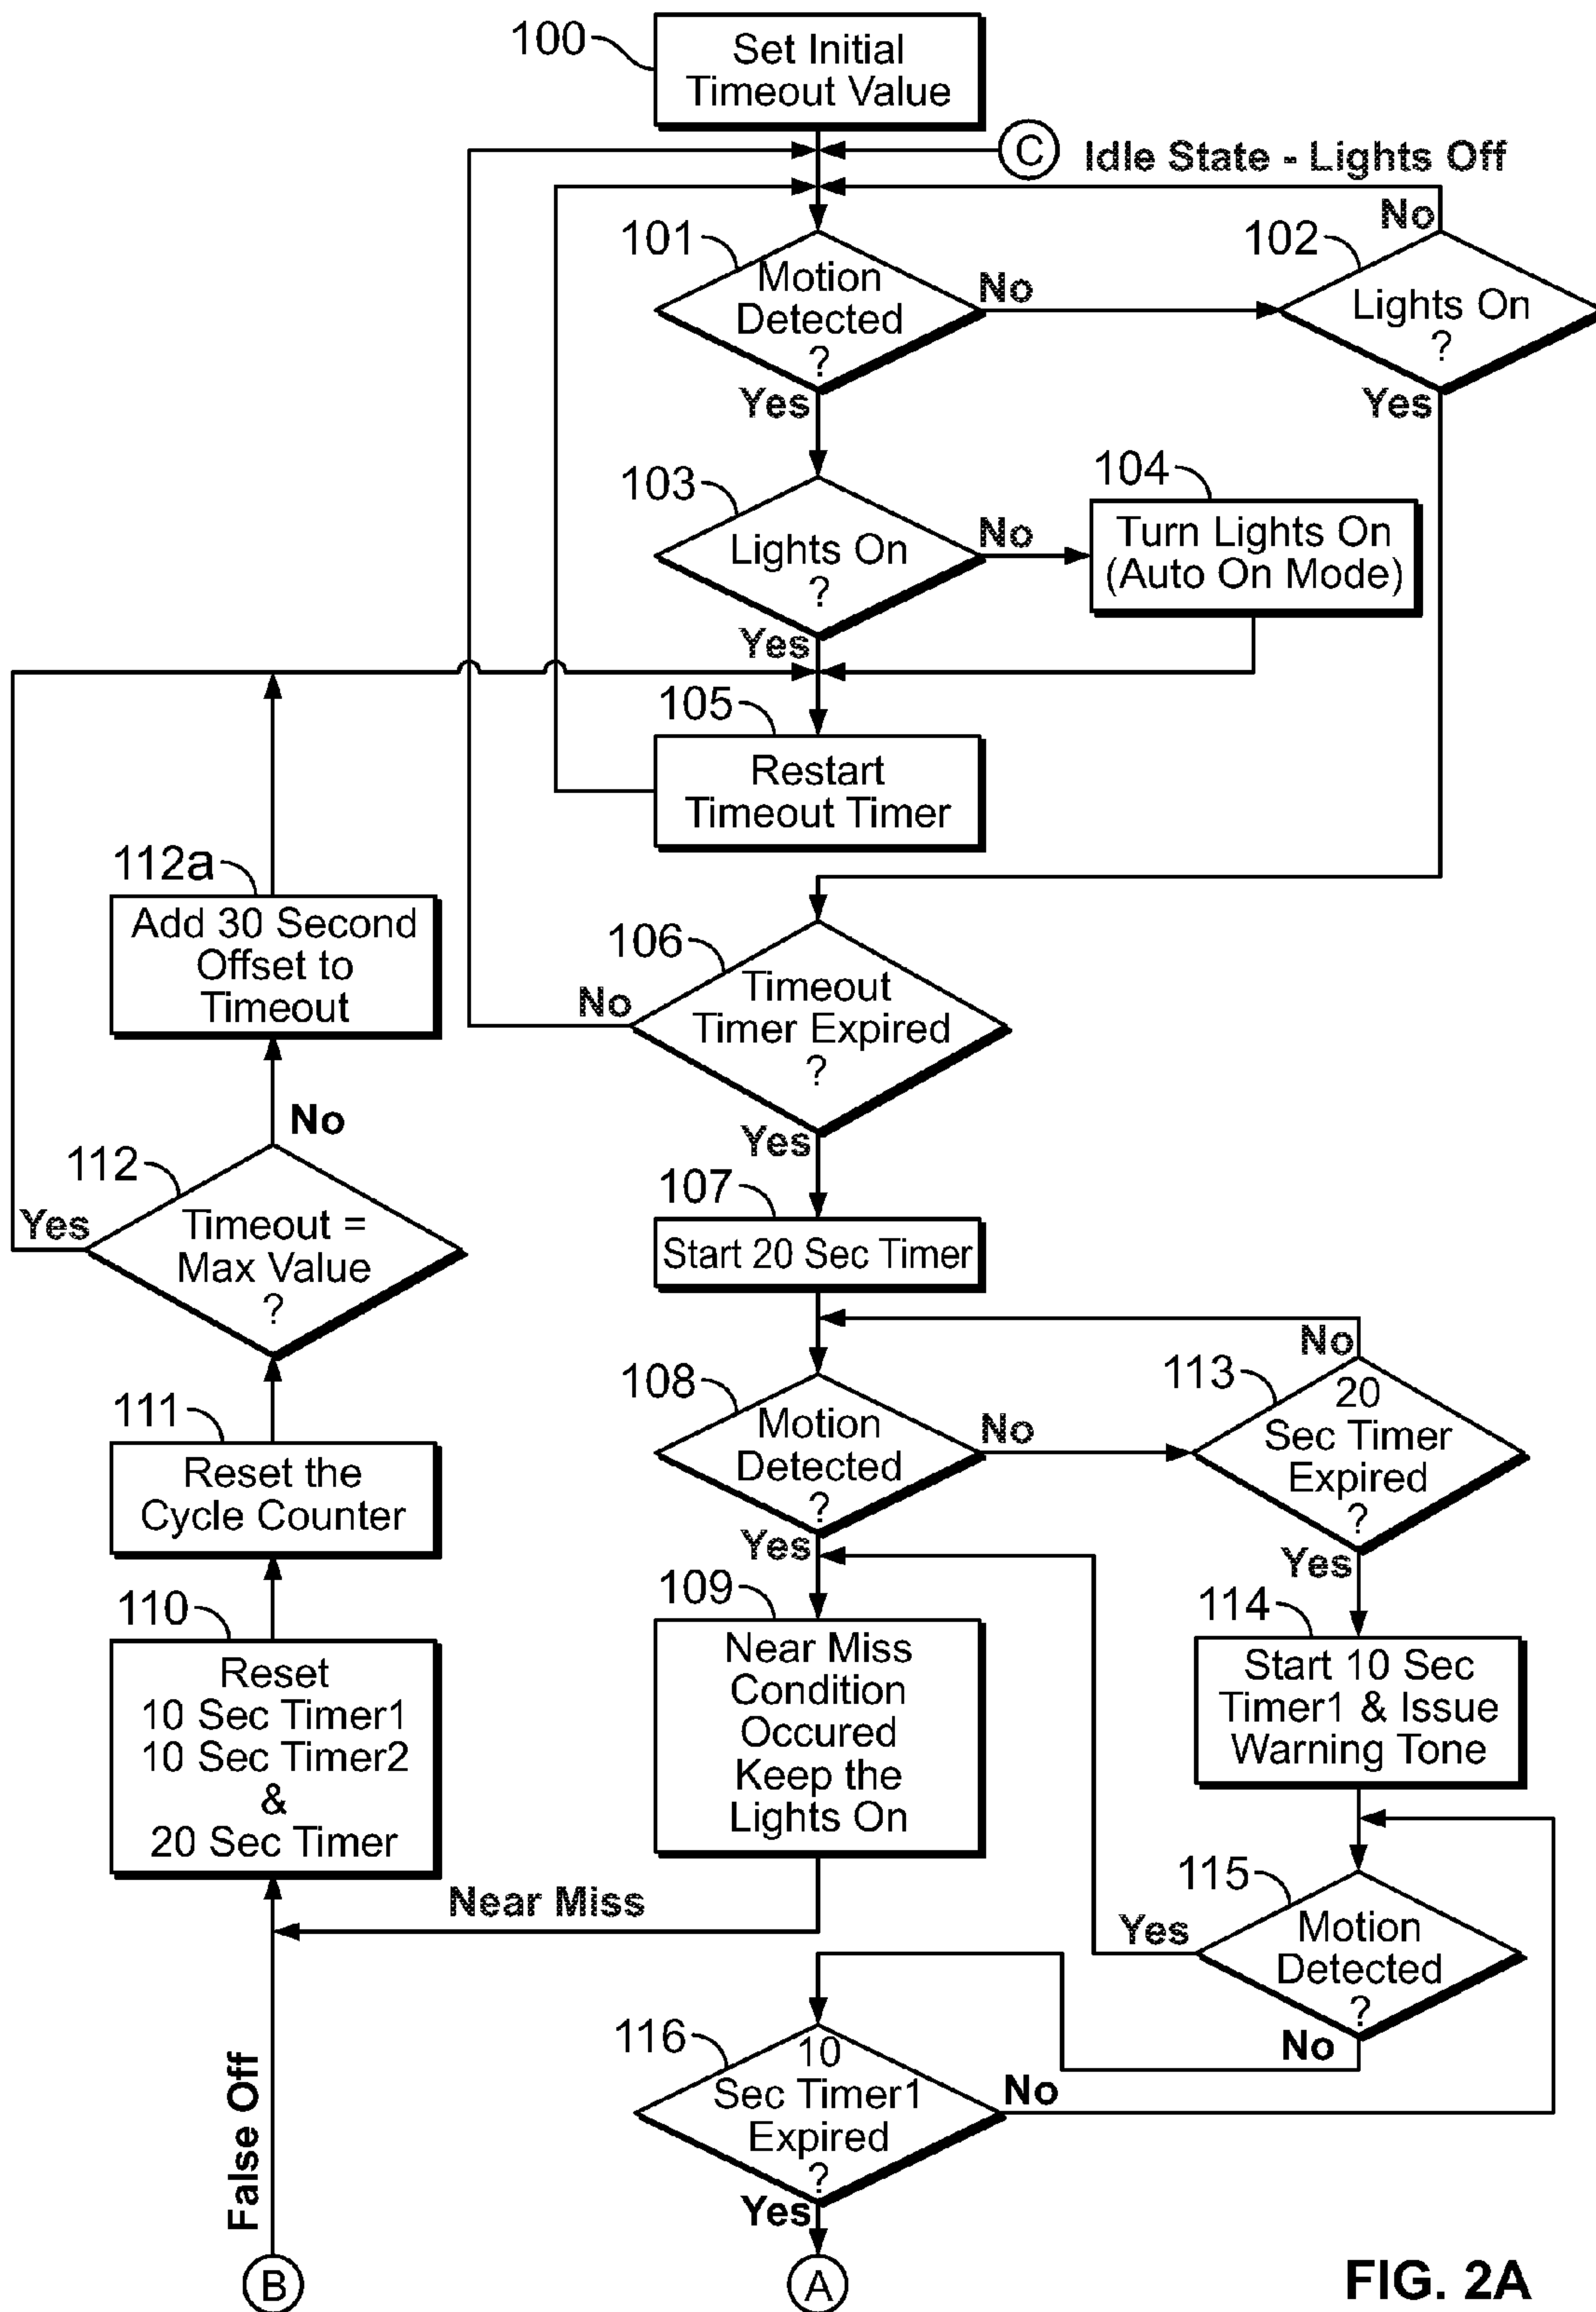 100
Set Initial
Timeout Value
C
Idle State - Lights Off
101
Motion
Detected
?
No
Yes
102
Lights On
?
No
Yes
103
Lights On
?
No
Yes
104
Turn Lights On
(Auto On Mode)
105
Restart
Timeout Timer
112a
Add 30 Second
Offset to
Timeout
106
Timeout
Timer Expired
?
No
Yes
112
Timeout =
Max Value
?
No
Yes
107
Start 20 Sec Timer
108
Motion
Detected
?
No
Yes
113
20
Sec Timer
Expired
?
No
Yes
111
Reset the
Cycle Counter
109
Near Miss
Condition
Occured
Keep the
Lights On
114
Start 10 Sec
Timer1 & Issue
Warning Tone
110
Reset
10 Sec Timer1
10 Sec Timer2
&
20 Sec Timer
Near Miss
115
Motion
Detected
?
Yes
No
116
10
Sec Timer1
Expired
?
No
Yes
False Off
B
A
FIG. 2A